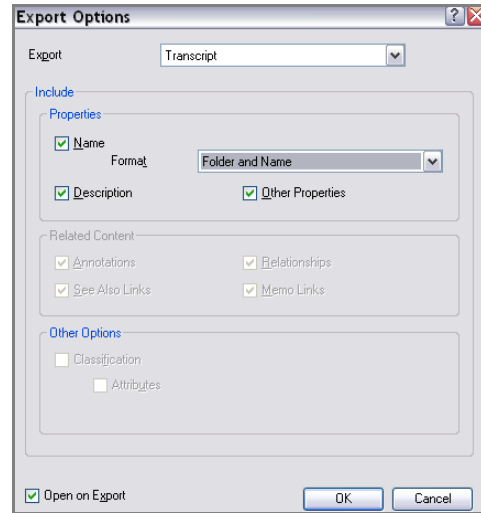 Export Options
Export Transcript
Include
Properties
Name
Format Folder and Name
Description Other Properties
Related Content
Annotations Relationships
See Also Links Memo Links
Other Options
Classification
Attributes
Open on Export OK Cancel